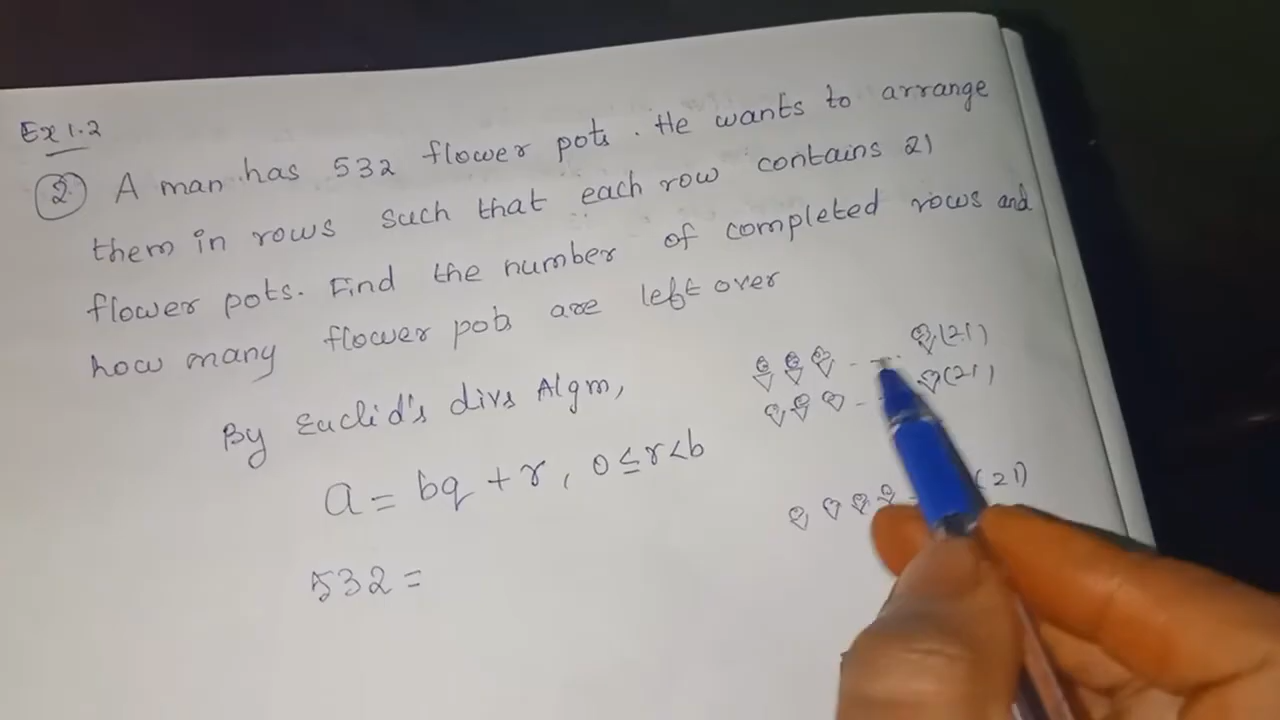 Ex 1.2
② A man has 532 flower pots. He wants to arrange
them in rows such that each row contains 21
flower pots. Find the number of completed rows and
how many flower pots are left over
(21)
(21)
By Euclid's divs Algm,
a = bq + r, 0 ≤ r < b
(21)
532 =